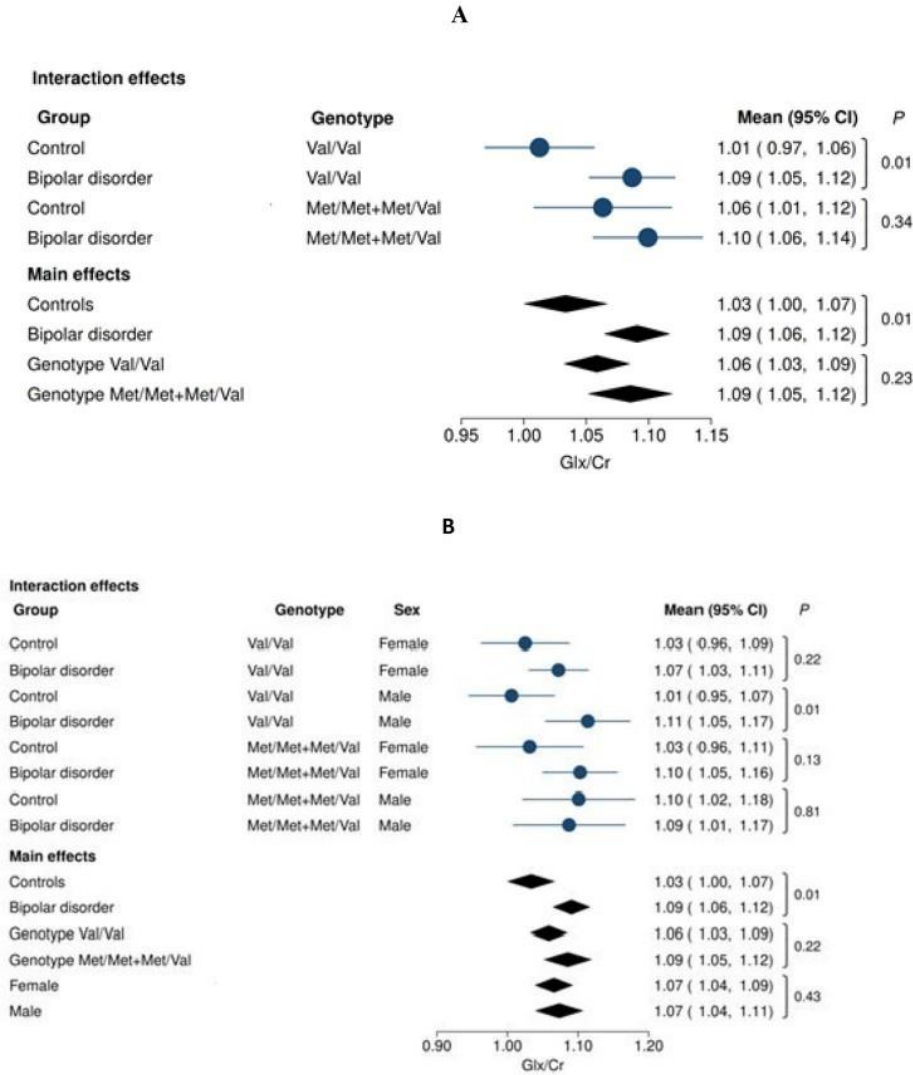 A
Interaction effects
Group Genotype Mean (95% CI) P
Control Val/Val 1.01 ( 0.97, 1.06)
0.01
Bipolar disorder Val/Val 1.09 ( 1.05, 1.12)
Control Met/Met+Met/Val 1.06 ( 1.01, 1.12)
0.34
Bipolar disorder Met/Met+Met/Val 1.10 ( 1.06, 1.14)
Main effects
Controls 1.03 ( 1.00, 1.07)
0.01
Bipolar disorder 1.09 ( 1.06, 1.12)
Genotype Val/Val 1.06 ( 1.03, 1.09)
0.23
Genotype Met/Met+Met/Val 1.09 ( 1.05, 1.12)
0.95 1.00 1.05 1.10 1.15
Glx/Cr
B
Interaction effects
Group Genotype Sex Mean (95% CI) P
Control Val/Val Female 1.03 ( 0.96, 1.09)
0.22
Bipolar disorder Val/Val Female 1.07 ( 1.03, 1.11)
Control Val/Val Male 1.01 ( 0.95, 1.07)
0.01
Bipolar disorder Val/Val Male 1.11 ( 1.05, 1.17)
Control Met/Met+Met/Val Female 1.03 ( 0.96, 1.11)
0.13
Bipolar disorder Met/Met+Met/Val Female 1.10 ( 1.05, 1.16)
Control Met/Met+Met/Val Male 1.10 ( 1.02, 1.18)
0.81
Bipolar disorder Met/Met+Met/Val Male 1.09 ( 1.01, 1.17)
Main effects
Controls 1.03 ( 1.00, 1.07)
0.01
Bipolar disorder 1.09 ( 1.06, 1.12)
Genotype Val/Val 1.06 ( 1.03, 1.09)
0.22
Genotype Met/Met+Met/Val 1.09 ( 1.05, 1.12)
Female 1.07 ( 1.04, 1.09)
0.43
Male 1.07 ( 1.04, 1.11)
0.90 1.00 1.10 1.20
Glx/Cr